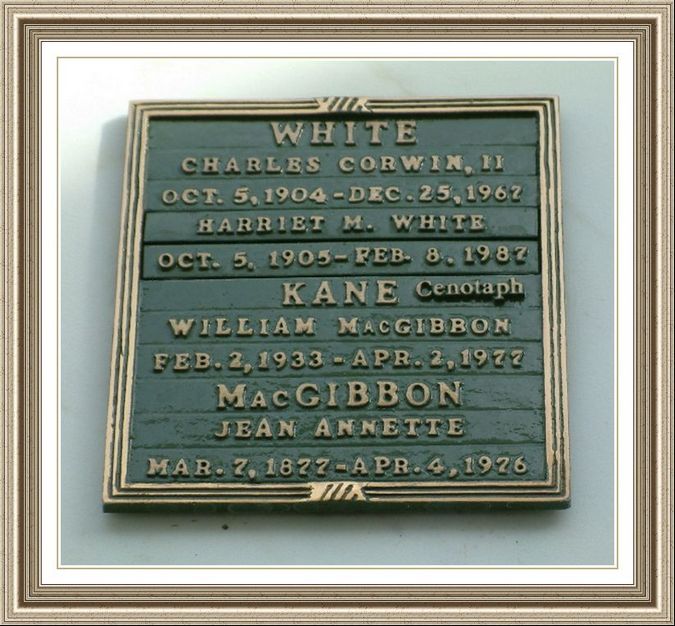 WHITE
CHARLES CORWIN, II
OCT. 5, 1904 - DEC. 25, 1967
HARRIET M. WHITE
OCT. 5, 1905 - FEB. 8, 1987
KANE Cenotaph
WILLIAM MACGIBBON
FEB. 2, 1933 - APR. 2, 1977
MACGIBBON
JEAN ANNETTE
MAR. 7, 1877 - APR. 4, 1976